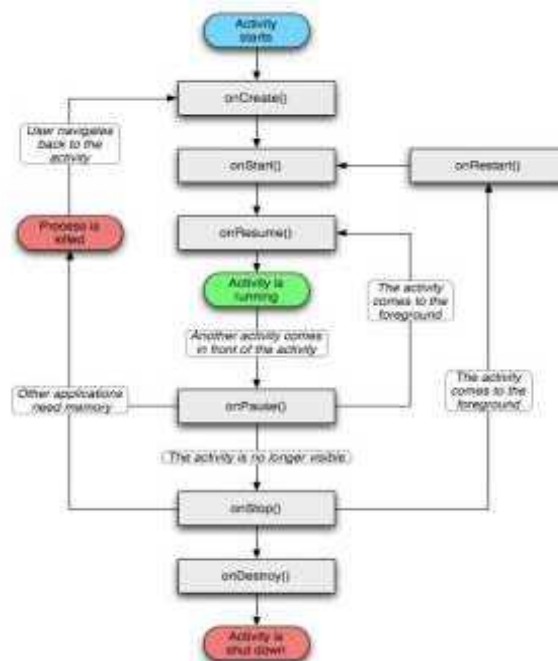 Activity
starts
onCreate()
User navigates
back to the
activity
onStart()
onRestart()
onResume()
Process is
killed
Activity is
running
The activity
comes to the
foreground
Another activity comes
in front of the activity
The activity
comes to the
foreground
Other applications
need memory
onPause()
The activity is no longer visible
onStop()
onDestroy()
Activity is
shut down